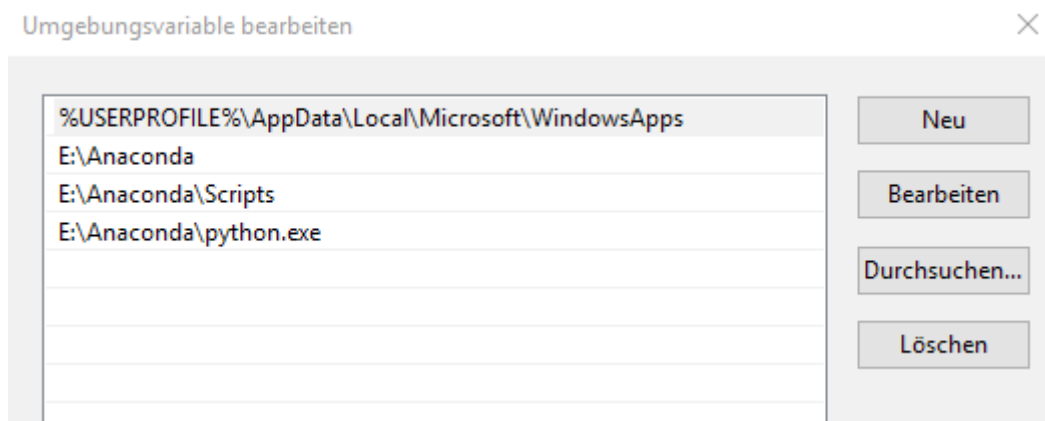 Umgebungsvariable bearbeiten
%USERPROFILE%\AppData\Local\Microsoft\WindowsApps
E:\Anaconda
E:\Anaconda\Scripts
E:\Anaconda\python.exe
Neu
Bearbeiten
Durchsuchen...
Löschen